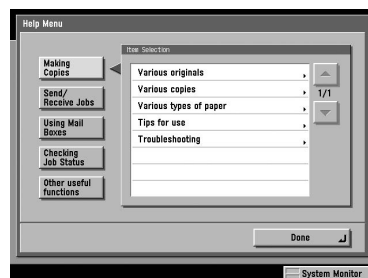 Help Menu
Item Selection
Making
Copies
Send/
Receive Jobs
Using Mail
Boxes
Checking
Job Status
Other useful
functions
Various originals
Various copies
Various types of paper
Tips for use
Troubleshooting
1/1
Done
System Monitor